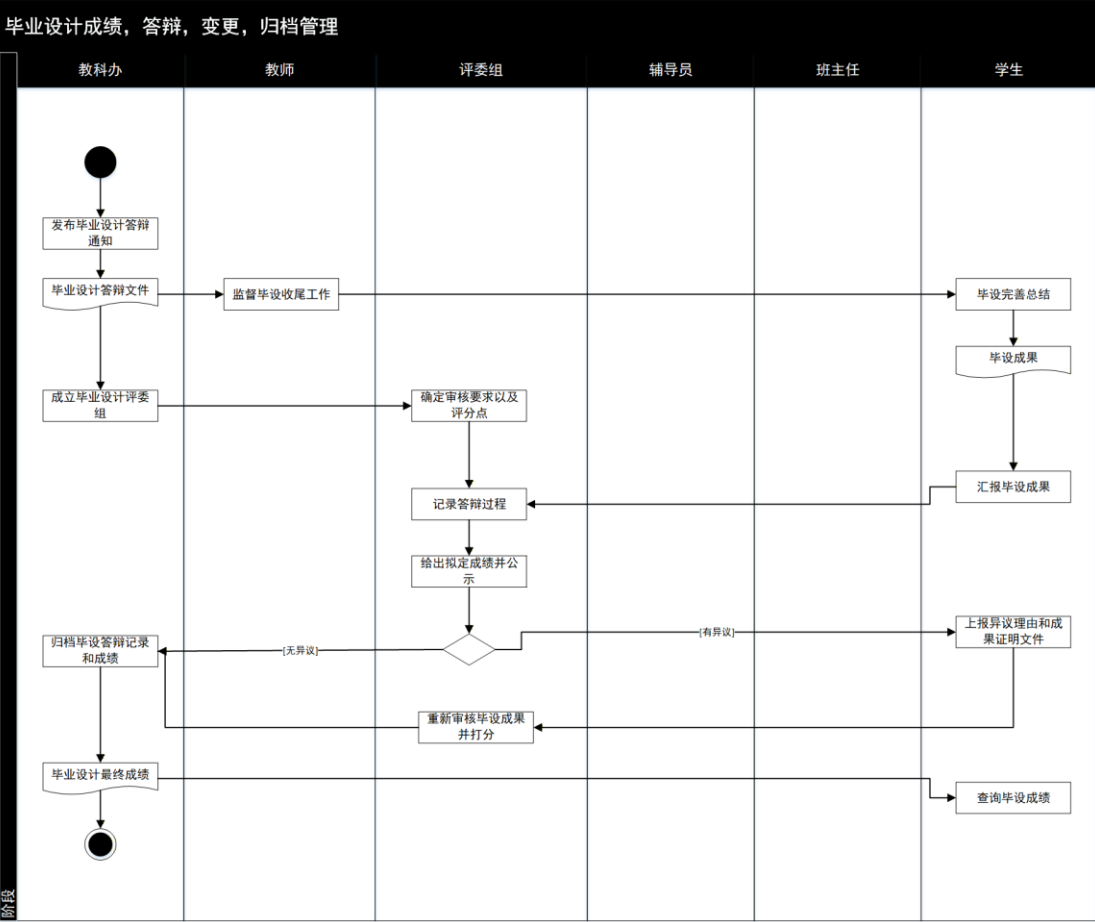 毕业设计成绩，答辩，变更，归档管理
教科办
教师
评委组
辅导员
班主任
学生
发布毕业设计答辩
通知
毕业设计答辩文件
监督毕设收尾工作
毕设完善总结
毕设成果
成立毕业设计评委
组
确定审核要求以及
评分点
汇报毕设成果
记录答辩过程
给出拟定成绩并公
示
[有异议]
上报异议理由和成
果证明文件
归档毕设答辩记录
和成绩
[无异议]
重新审核毕设成果
并打分
毕业设计最终成绩
查询毕设成绩
阶段